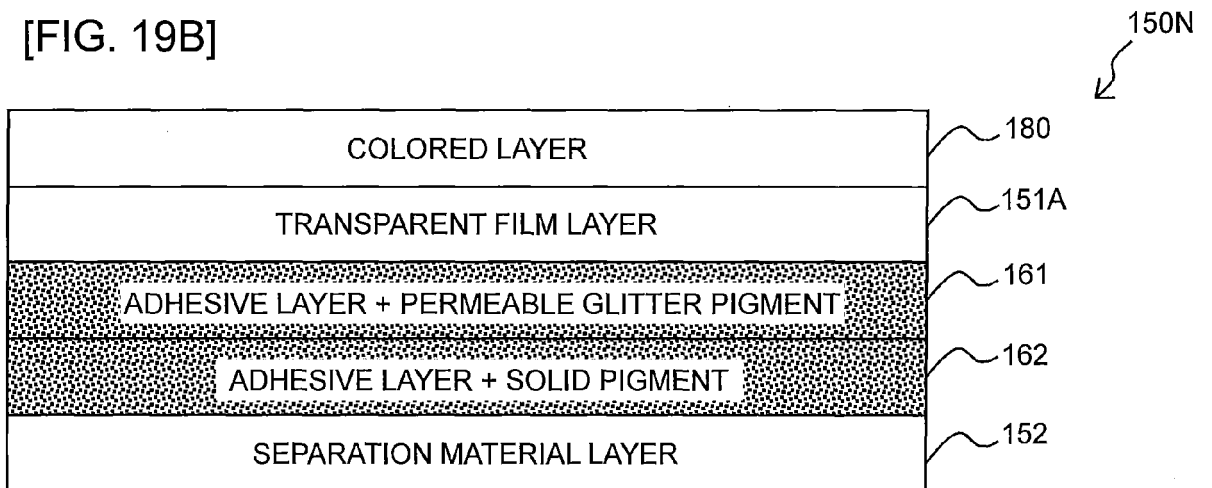 [FIG. 19B]
150N
COLORED LAYER
180
TRANSPARENT FILM LAYER
151A
ADHESIVE LAYER + PERMEABLE GLITTER PIGMENT
161
ADHESIVE LAYER + SOLID PIGMENT
162
SEPARATION MATERIAL LAYER
152